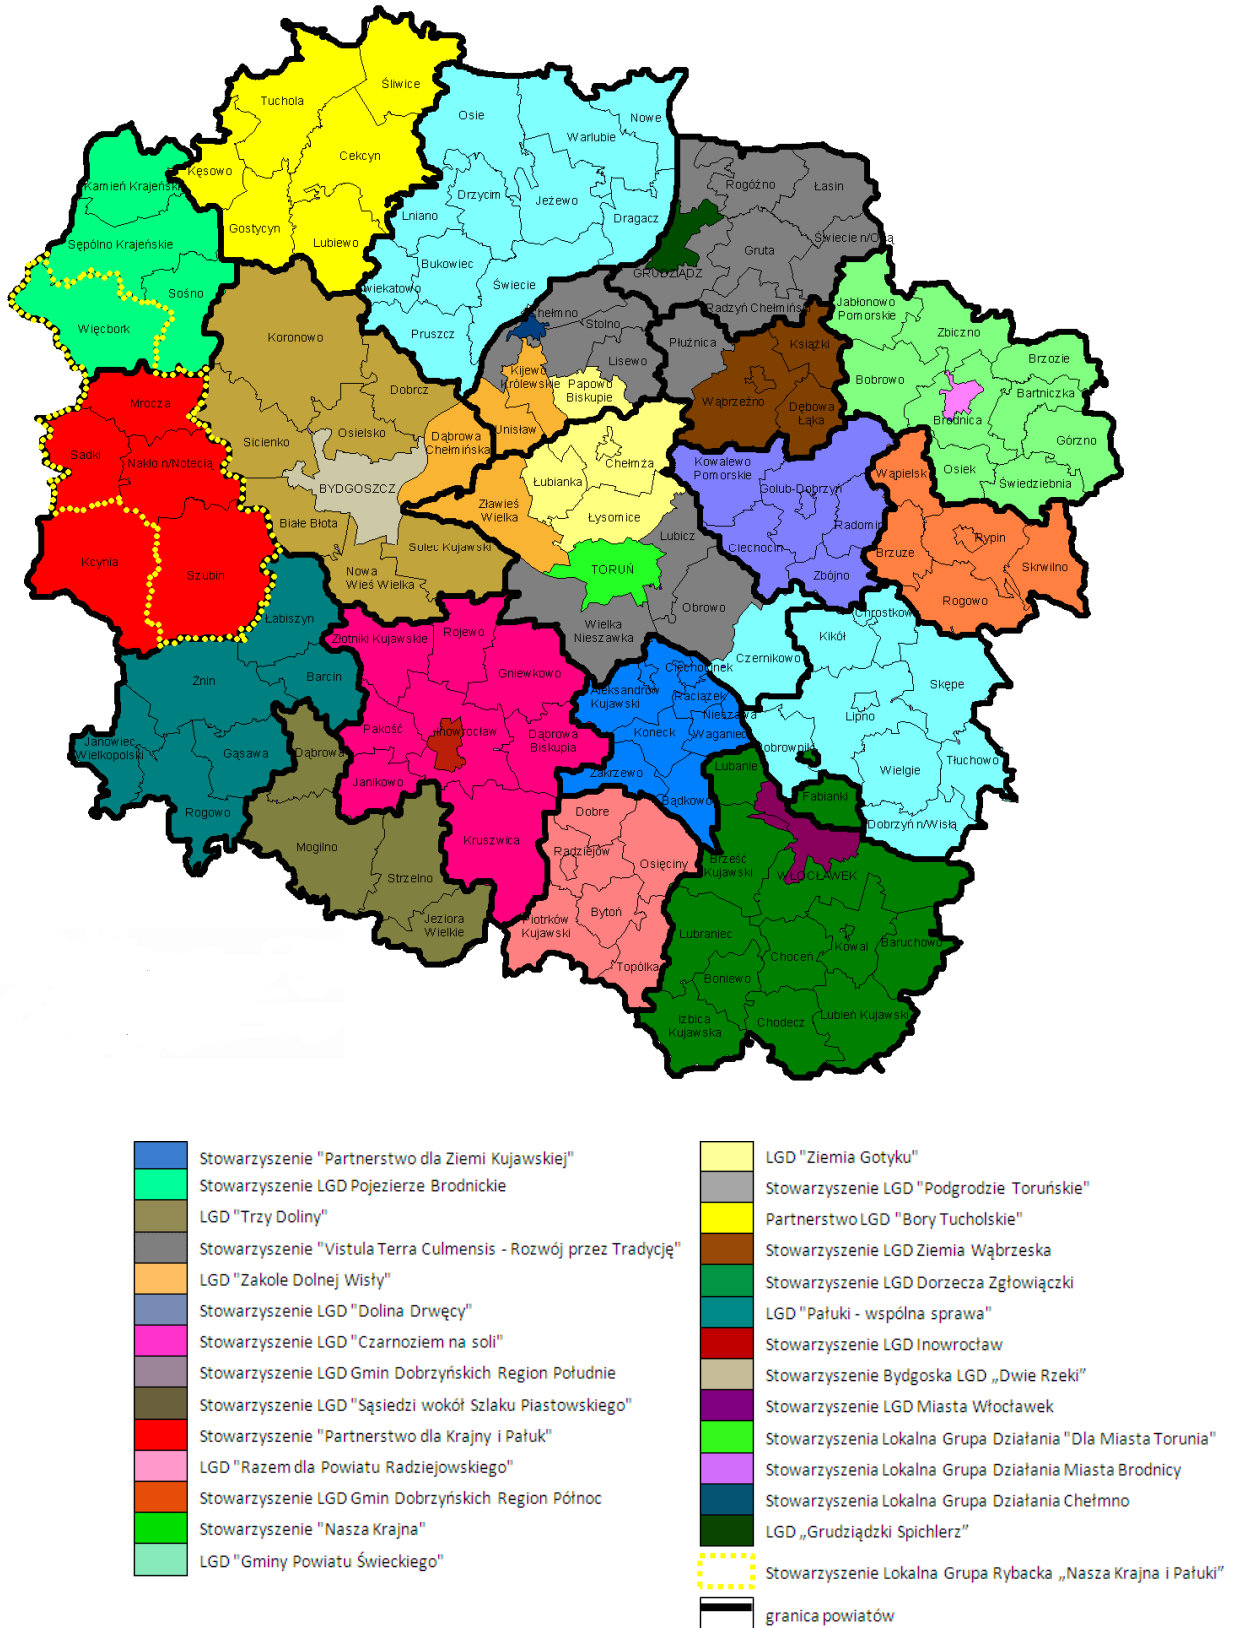 Śliwice
Tuchola
Osie
Nowe
Warlubie
Cekcyn
Kęsowo
Kamień Krajeński
Rogóźno
Łasin
Drzycim
Jeżewo
Lniano
Dragacz
Gostycyn
Lubiewo
Świecie n/Osą
Sępólno Krajeńskie
Bukowiec
Gruta
GRUDZIĄDZ
Świecie
Sośno
Świekatowo
Radzyń Chełmiński
Jabłonowo
Pomorskie
Chełmno
Stolno
Więcbork
Pruszcz
Koronowo
Zbiczno
Płużnica
Książki
Lisewo
Brzozie
Kijewo
Królewskie
Papowo
Biskupie
Bobrowo
Dobrcz
Bartniczka
Mrocza
Wąbrzeźno
Dębowa
Łąka
Brodnica
Osielsko
Unisław
Sicienko
Dąbrowa
Chełmińska
Górzno
Sadki
Nakło n/Notecią
Chełmża
Kowalewo
Pomorskie
Osiek
Wąpielsk
Łubianka
Świedziebnia
BYDGOSZCZ
Golub-Dobrzyń
Zławieś
Wielka
Łysomice
Białe Błota
Radomin
Lubicz
Rypin
Ciechocin
Brzuze
Sulec Kujawski
Kcynia
Szubin
TORUŃ
Skrwilno
Nowa
Wieś Wielka
Zbójno
Rogowo
Obrowo
Łabiszyn
Chrostkowo
Wielka
Nieszawka
Rojewo
Złotniki Kujawskie
Kikół
Czernikowo
Ciechocinek
Gniewkowo
Barcin
Żnin
Skępe
Aleksandrów
Kujawski
Raciążek
Nieszawa
Lipno
Pakość
Inowrocław
Dąbrowa
Biskupia
Koneck
Waganiec
Janowiec
Wielkopolski
Gąsawa
Dąbrowa
Bobrowniki
Tłuchowo
Lubanie
Wielgie
Janikowo
Zakrzewo
Bądkowo
Fabianki
Rogowo
Dobre
Dobrzyń n/Wisłą
Kruszwica
Mogilno
Radziejów
Osięciny
Brześć
Kujawski
WŁOCŁAWEK
Strzelno
Bytoń
Jeziora
Wielkie
Piotrków
Kujawski
Lubraniec
Kowal
Baruchowo
Choceń
Topólka
Boniewo
Izbica
Kujawska
Chodecz
Lubień Kujawski
Stowarzyszenie "Partnerstwo dla Ziemi Kujawskiej"
Stowarzyszenie LGD Pojezierze Brodnickie
LGD "Trzy Doliny"
Stowarzyszenie "Vistula Terra Culmensis - Rozwój przez Tradycję"
LGD "Zakole Dolnej Wisły"
Stowarzyszenie LGD "Dolina Drwęcy"
Stowarzyszenie LGD "Czarnoziem na soli"
Stowarzyszenie LGD Gmin Dobrzyńskich Region Południe
Stowarzyszenie LGD "Sąsiedzi wokół Szlaku Piastowskiego"
Stowarzyszenie "Partnerstwo dla Krajny i Pałuk"
LGD "Razem dla Powiatu Radziejowskiego"
Stowarzyszenie LGD Gmin Dobrzyńskich Region Północ
Stowarzyszenie "Nasza Krajna"
LGD "Gminy Powiatu Świeckiego"
LGD "Ziemia Gotyku"
Stowarzyszenie LGD "Podgrodzie Toruńskie"
Partnerstwo LGD "Bory Tucholskie"
Stowarzyszenie LGD Ziemia Wąbrzeska
Stowarzyszenie LGD Dorzecza Zgłowiączki
LGD "Pałuki - wspólna sprawa"
Stowarzyszenie LGD Inowrocław
Stowarzyszenie Bydgoska LGD „Dwie Rzeki”
Stowarzyszenie LGD Miasta Włocławek
Stowarzyszenia Lokalna Grupa Działania "Dla Miasta Torunia"
Stowarzyszenia Lokalna Grupa Działania Miasta Brodnicy
Stowarzyszenia Lokalna Grupa Działania Chełmno
LGD „Grudziądzki Spichlerz”
Stowarzyszenie Lokalna Grupa Rybacka „Nasza Krajna i Pałuki”
granica powiatów